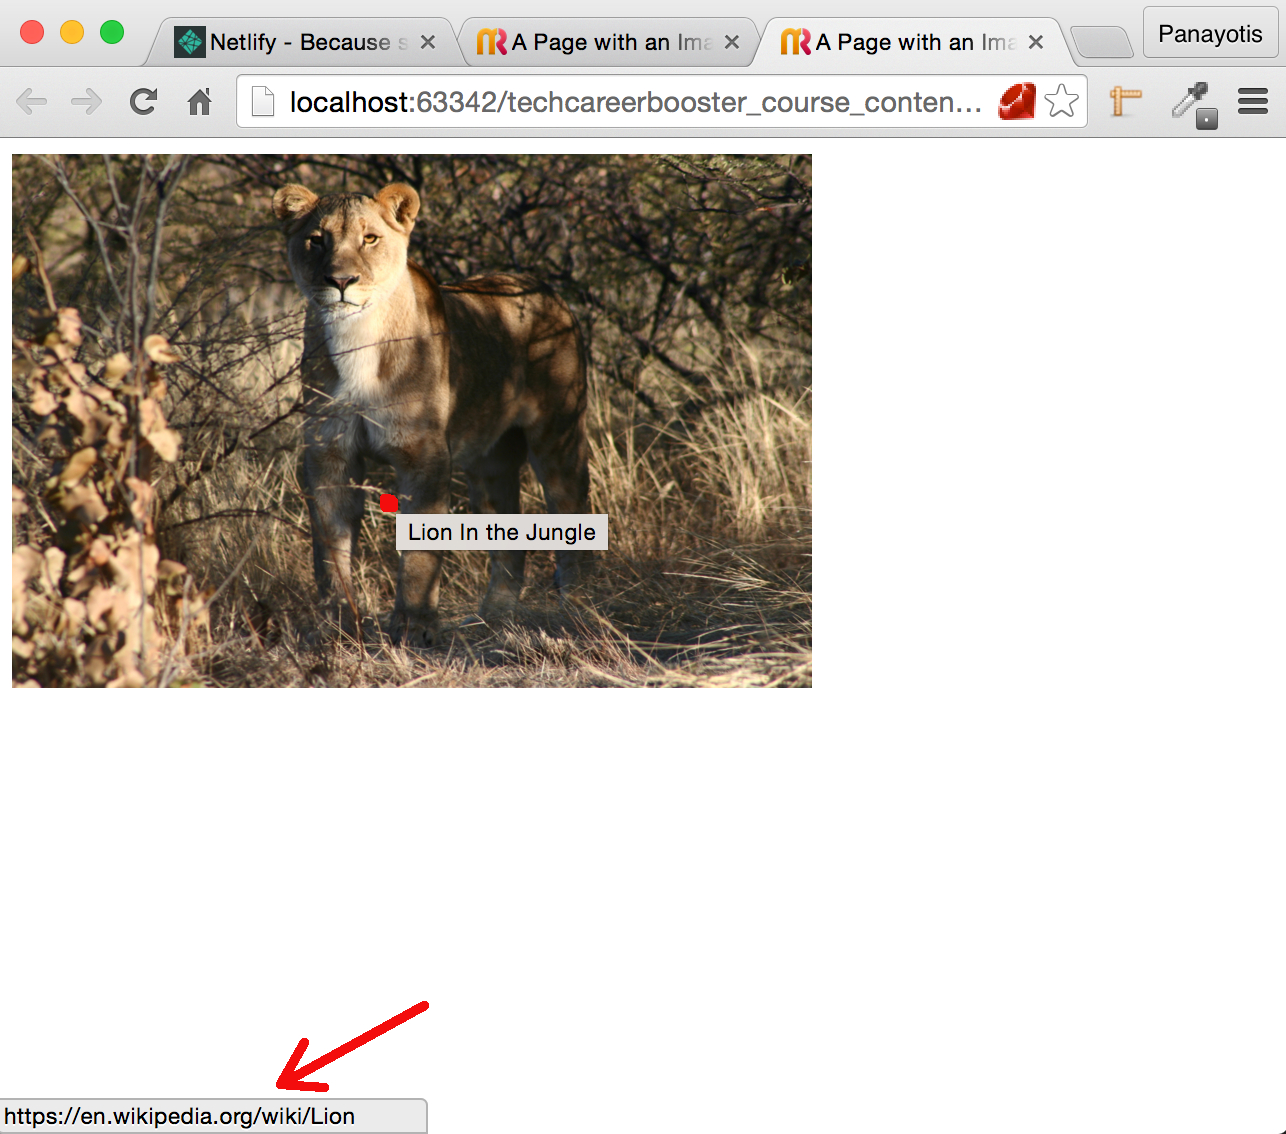 Netlify - Because s
A Page with an Ima
A Page with an Ima
Panayotis
localhost:63342/techcareerbooster_course_conten...
Lion In the Jungle
https://en.wikipedia.org/wiki/Lion